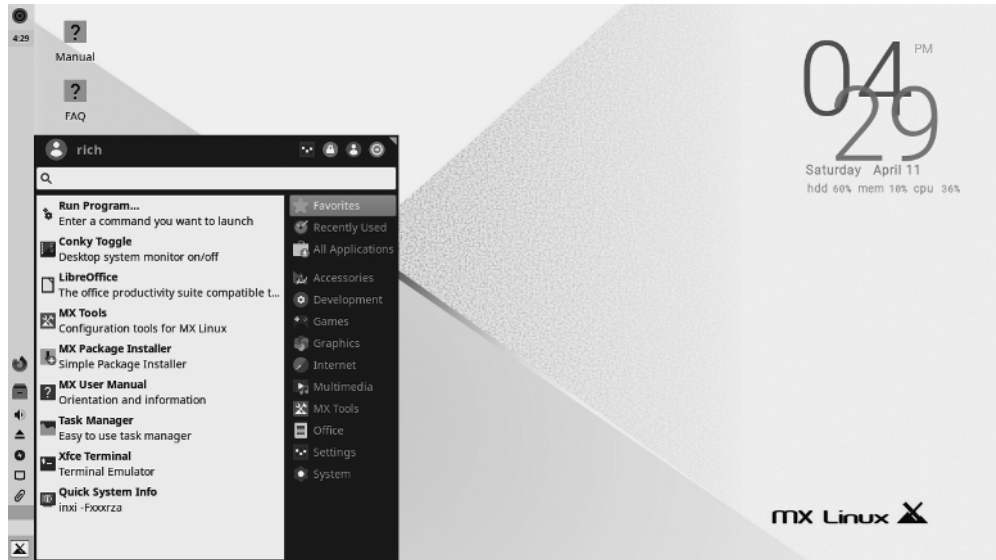 4:29
Manual
FAQ
04
PM
29
Saturday April 11
hdd 60% mem 10% cpu 36%
rich
Run Program...
Enter a command you want to launch
Conky Toggle
Desktop system monitor on/off
LibreOffice
The office productivity suite compatible t...
MX Tools
Configuration tools for MX Linux
MX Package Installer
Simple Package Installer
MX User Manual
Orientation and information
Task Manager
Easy to use task manager
Xfce Terminal
Terminal Emulator
Quick System Info
inxi -Fxxxrza
Favorites
Recently Used
All Applications
Accessories
Development
Games
Graphics
Internet
Multimedia
MX Tools
Office
Settings
System
MX Linux